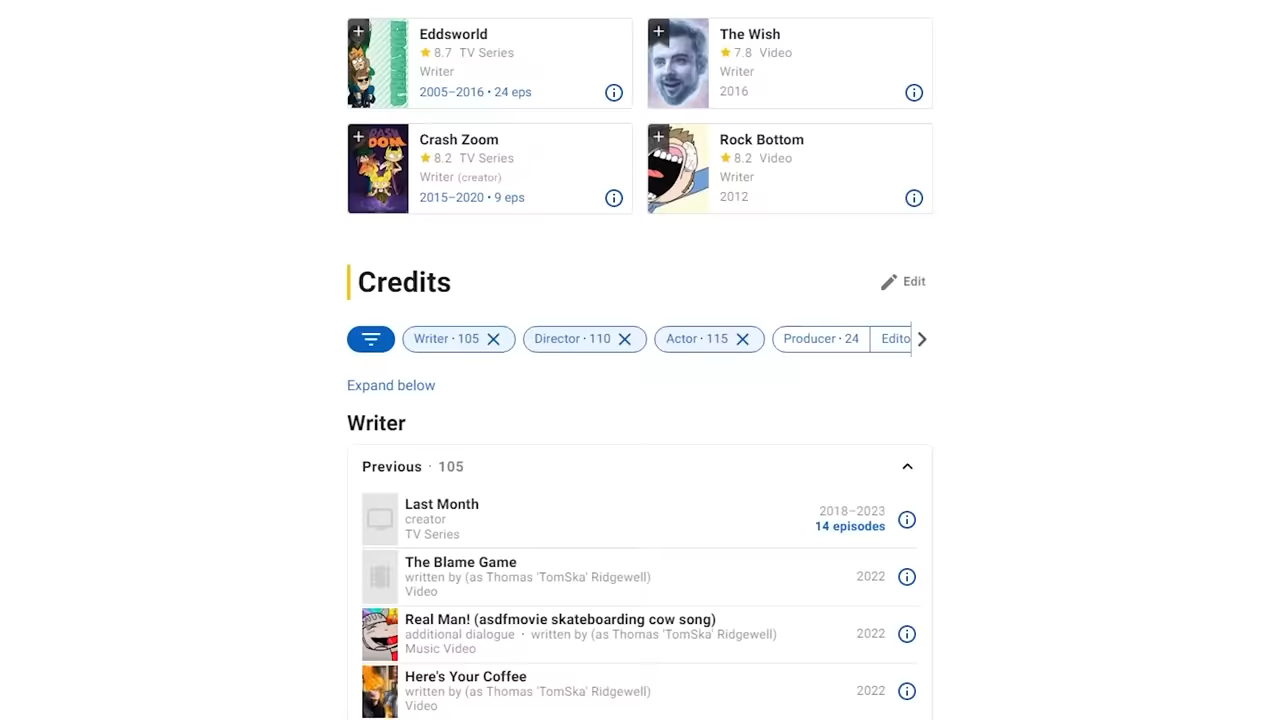 Eddsworld
8.7 TV Series
Writer
2005–2016 • 24 eps
The Wish
7.8 Video
Writer
2016
Crash Zoom
8.2 TV Series
Writer (creator)
2015–2020 • 9 eps
Rock Bottom
8.2 Video
Writer
2012
Credits
Edit
Writer · 105
Director · 110
Actor · 115
Producer · 24
Expand below
Writer
Previous · 105
Last Month
creator
TV Series
2018–2023
14 episodes
The Blame Game
written by (as Thomas 'TomSka' Ridgewell)
Video
2022
Real Man! (asdfmovie skateboarding cow song)
additional dialogue · written by (as Thomas 'TomSka' Ridgewell)
Music Video
2022
Here's Your Coffee
written by (as Thomas 'TomSka' Ridgewell)
Video
2022